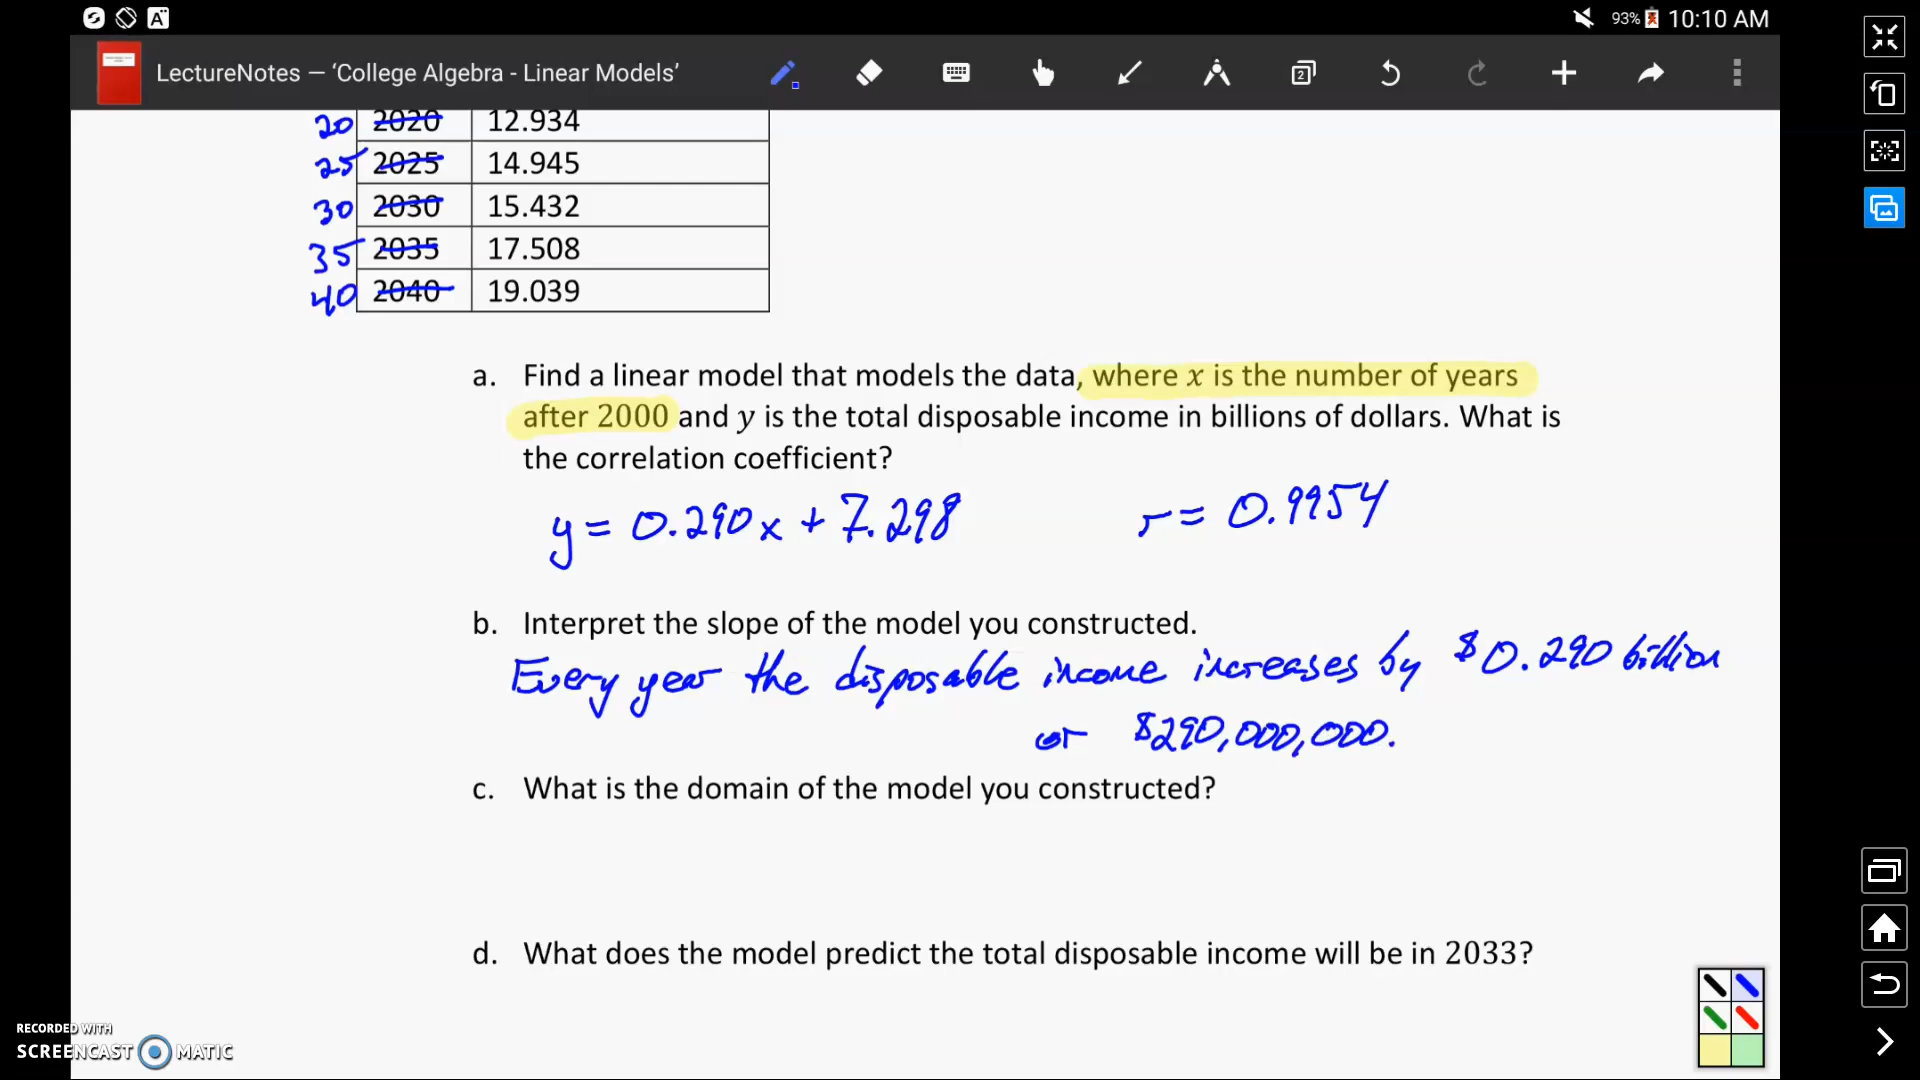 93% 10:10 AM
LectureNotes — ‘College Algebra - Linear Models’
2
20 2020 12.934
25 2025 14.945
30 2030 15.432
35 2035 17.508
40 2040 19.039
a. Find a linear model that models the data, where x is the number of years
after 2000 and y is the total disposable income in billions of dollars. What is
the correlation coefficient?
y = 0.290x + 7.298 r = 0.9954
b. Interpret the slope of the model you constructed.
Every year the disposable income increases by $0.290 billion
or $290,000,000.
c. What is the domain of the model you constructed?
d. What does the model predict the total disposable income will be in 2033?
RECORDED WITH
SCREENCAST MATIC